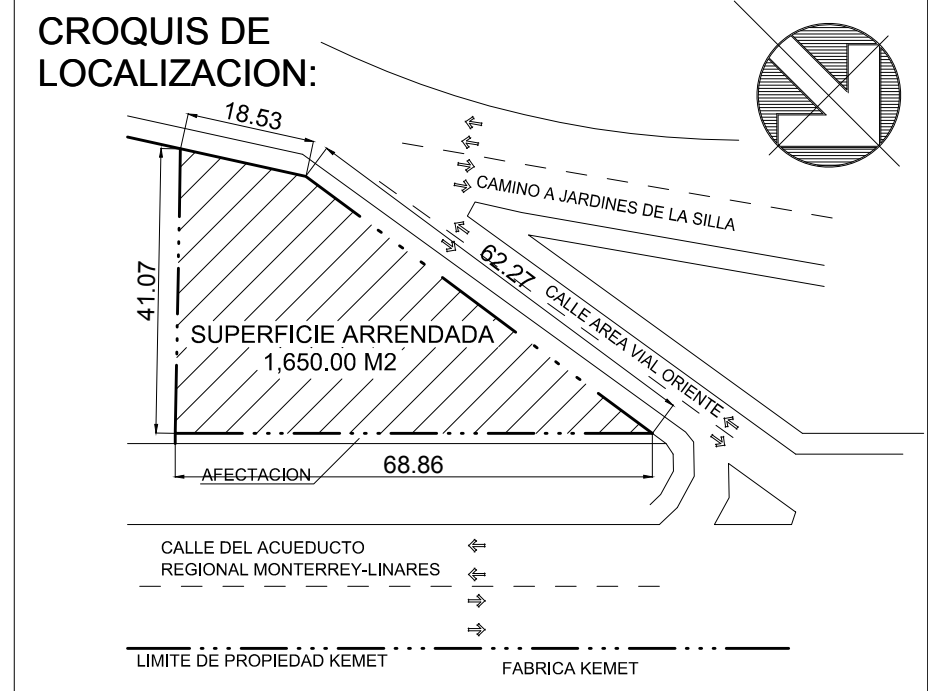 CROQUIS DE
LOCALIZACION:
18.53
CAMINO A JARDINES DE LA SILLA
62.27
41.07
CALLE AREA VIAL ORIENTE
SUPERFICIE ARRENDADA
1,650.00 M2
68.86
AFECTACION
CALLE DEL ACUEDUCTO
REGIONAL MONTERREY-LINARES
LIMITE DE PROPIEDAD KEMET
FABRICA KEMET